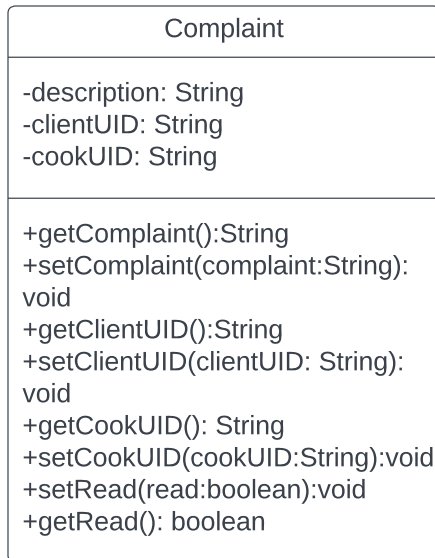 Complaint
-description: String
-clientUID: String
-cookUID: String
+getComplaint():String
+setComplaint(complaint:String):
void
+getClientUID():String
+setClientUID(clientUID: String):
void
+getCookUID(): String
+setCookUID(cookUID:String):void
+setRead(read:boolean):void
+getRead(): boolean